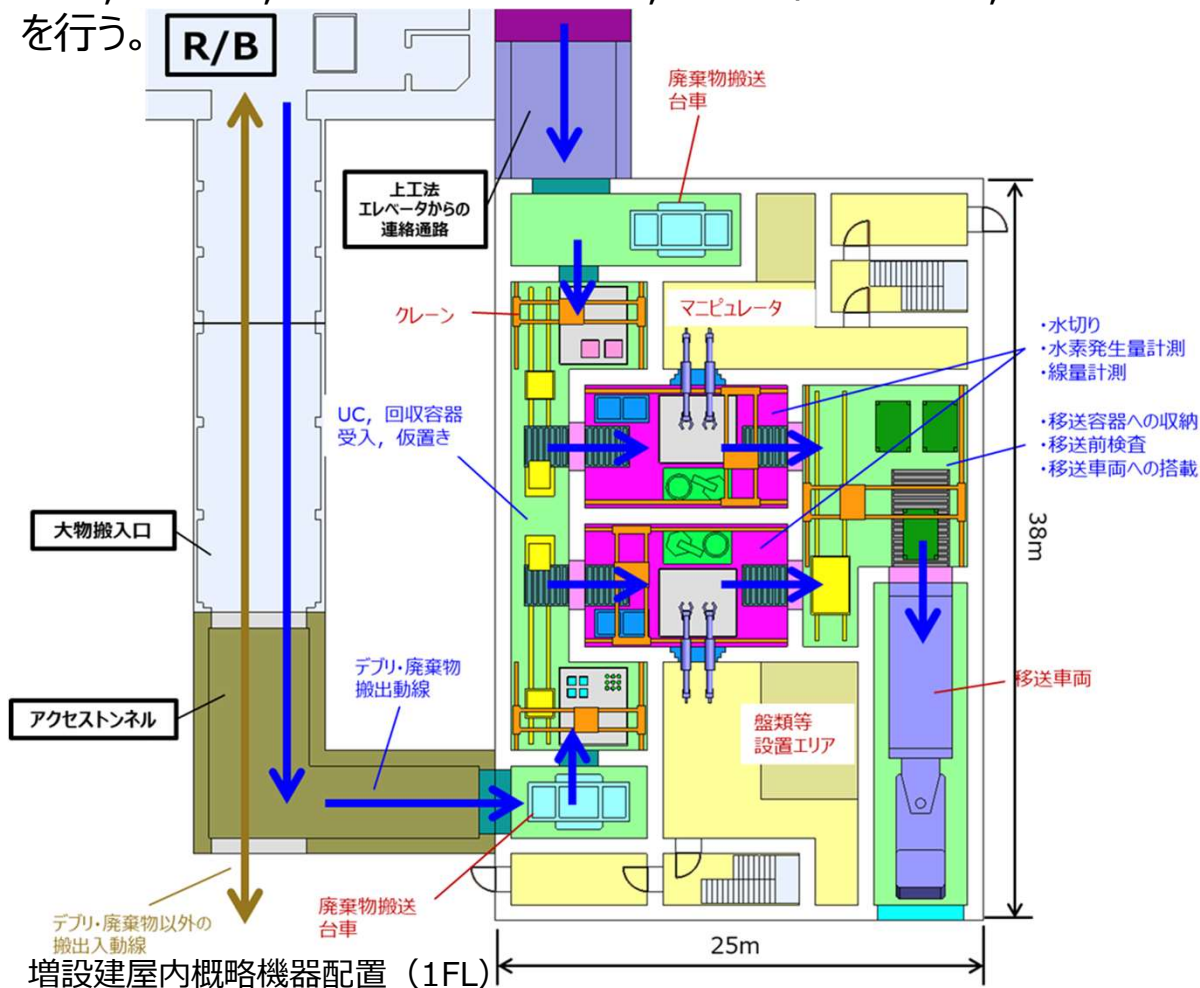 を行う。
R/B
廃棄物搬送
台車
上工法
エレベータからの
連絡通路
クレーン
マニピュレータ
・水切り
・水素発生量計測
・線量計測
UC, 回収容器
受入, 仮置き
・移送容器への収納
・移送前検査
・移送車両への搭載
大物搬入口
38m
デブリ・廃棄物
搬出動線
移送車両
アクセストンネル
盤類等
設置エリア
デブリ・廃棄物以外の
搬出入動線
廃棄物搬送
台車
25m
増設建屋内概略機器配置（1FL）